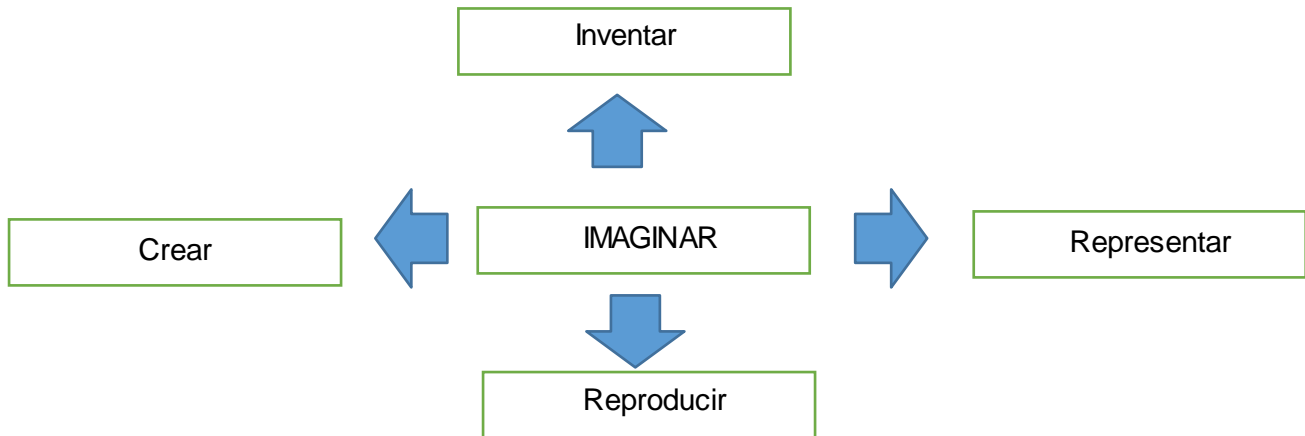 Inventar
Crear
IMAGINAR
Representar
Reproducir